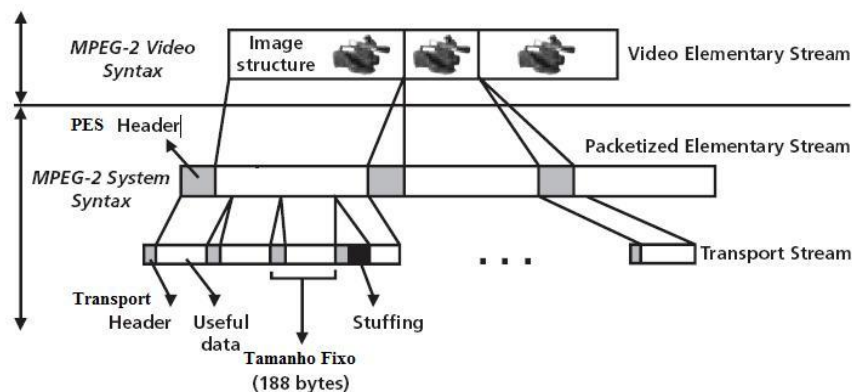 MPEG-2 Video
Syntax
Image
structure
Video Elementary Stream
PES Header
Packetized Elementary Stream
MPEG-2 System
Syntax
Transport Stream
. . .
Transport
Header
Useful
data
Stuffing
Tamanho Fixo
(188 bytes)